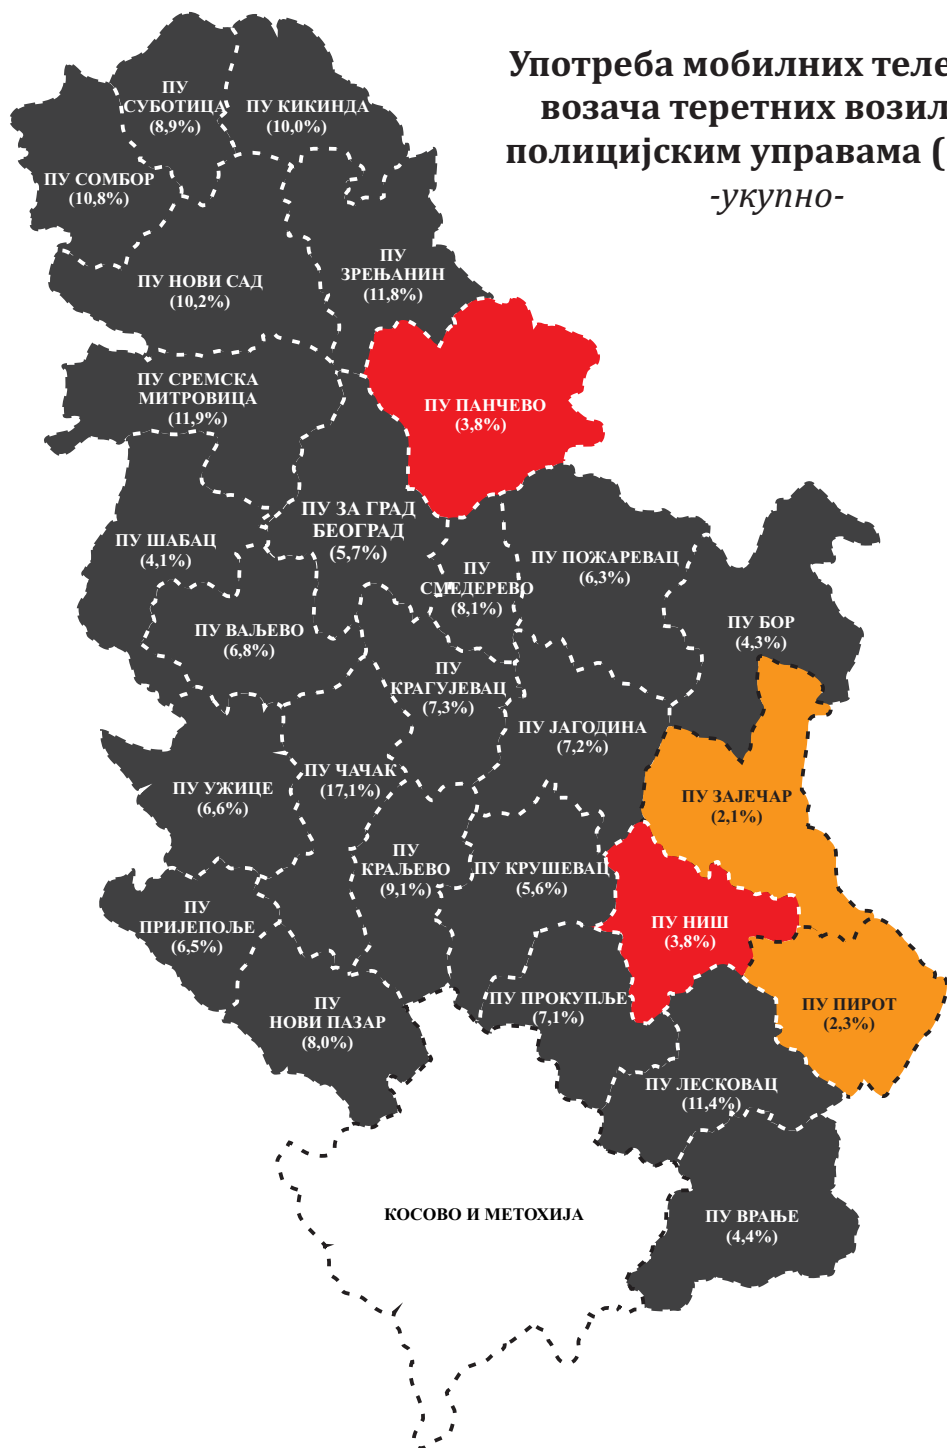 Употреба мобилних теле
возача теретних возил
полицијским управама (
-укупно-
ПУ
СУБОТИЦА
(8,9%)
ПУ КИКИНДА
(10,0%)
ПУ СОМБОР
(10,8%)
ПУ НОВИ САД
(10,2%)
ПУ
ЗРЕЊАНИН
(11,8%)
ПУ СРЕМСКА
МИТРОВИЦА
(11,9%)
ПУ ПАНЧЕВО
(3,8%)
ПУ ЗА ГРАД
БЕОГРАД
(5,7%)
ПУ ШАБАЦ
(4,1%)
ПУ
СМЕДЕРЕВО
(8,1%)
ПУ ПОЖАРЕВАЦ
(6,3%)
ПУ ВАЉЕВО
(6,8%)
ПУ БОР
(4,3%)
ПУ
КРАГУЈЕВАЦ
(7,3%)
ПУ ЈАГОДИНА
(7,2%)
ПУ УЖИЦЕ
(6,6%)
ПУ ЧАЧАК
(17,1%)
ПУ ЗАЈЕЧАР
(2,1%)
ПУ
КРАЉЕВО
(9,1%)
ПУ КРУШЕВАЦ
(5,6%)
ПУ
ПРИЈЕПОЉЕ
(6,5%)
ПУ НИШ
(3,8%)
ПУ
НОВИ ПАЗАР
(8,0%)
ПУ ПРОКУПЉЕ
(7,1%)
ПУ ПИРОТ
(2,3%)
ПУ ЛЕСКОВАЦ
(11,4%)
КОСОВО И МЕТОХИЈА
ПУ ВРАЊЕ
(4,4%)